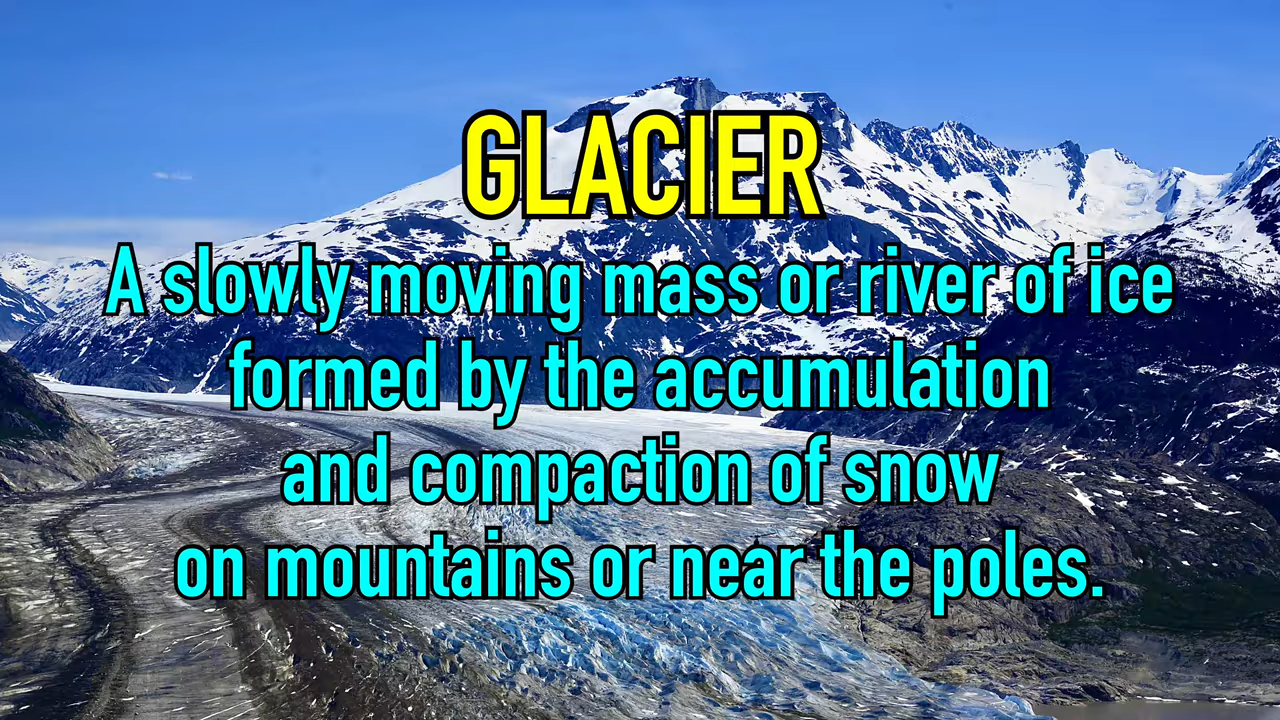 GLACIER
A slowly moving mass or river of ice
formed by the accumulation
and compaction of snow
on mountains or near the poles.